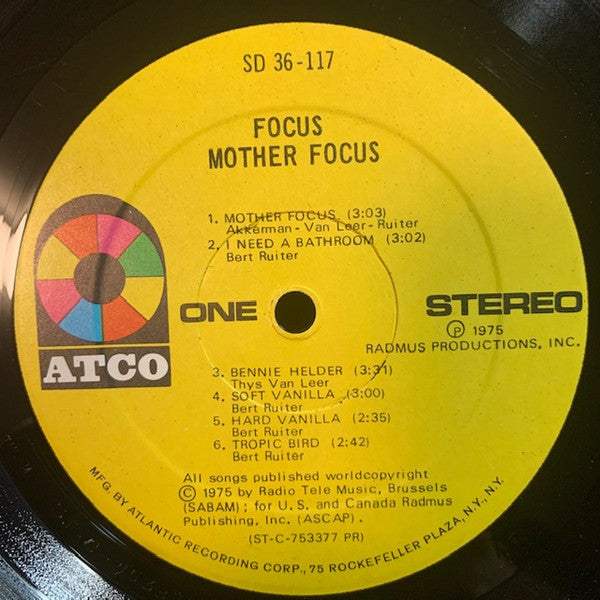 SD 36-117
FOCUS
MOTHER FOCUS
1. MOTHER FOCUS (3:03)
Akkerman-Van Leer-Ruiter
2. I NEED A BATHROOM (3:02)
Bert Ruiter
ATCO
ONE
STEREO
Ⓟ 1975
RADMUS PRODUCTIONS, INC.
3. BENNIE HELDER (3:31)
Thys Van Leer
4. SOFT VANILLA (3:00)
Bert Ruiter
5. HARD VANILLA (2:35)
Bert Ruiter
6. TROPIC BIRD (2:42)
Bert Ruiter
All songs published worldcopyright
© 1975 by Radio Tele Music, Brussels
(SABAM); for U.S. and Canada Radmus
Publishing, Inc. (ASCAP).
(ST-C-753377 PR)
MFG. BY ATLANTIC RECORDING CORP., 75 ROCKEFELLER PLAZA, N.Y., N.Y.